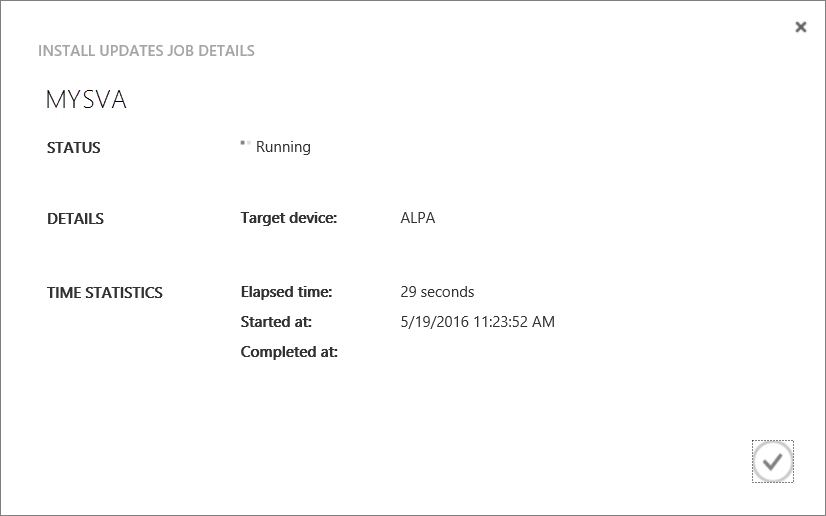 INSTALL UPDATES JOB DETAILS
MYSVA
STATUS Running
DETAILS Target device: ALPA
TIME STATISTICS Elapsed time: 29 seconds
Started at: 5/19/2016 11:23:52 AM
Completed at: